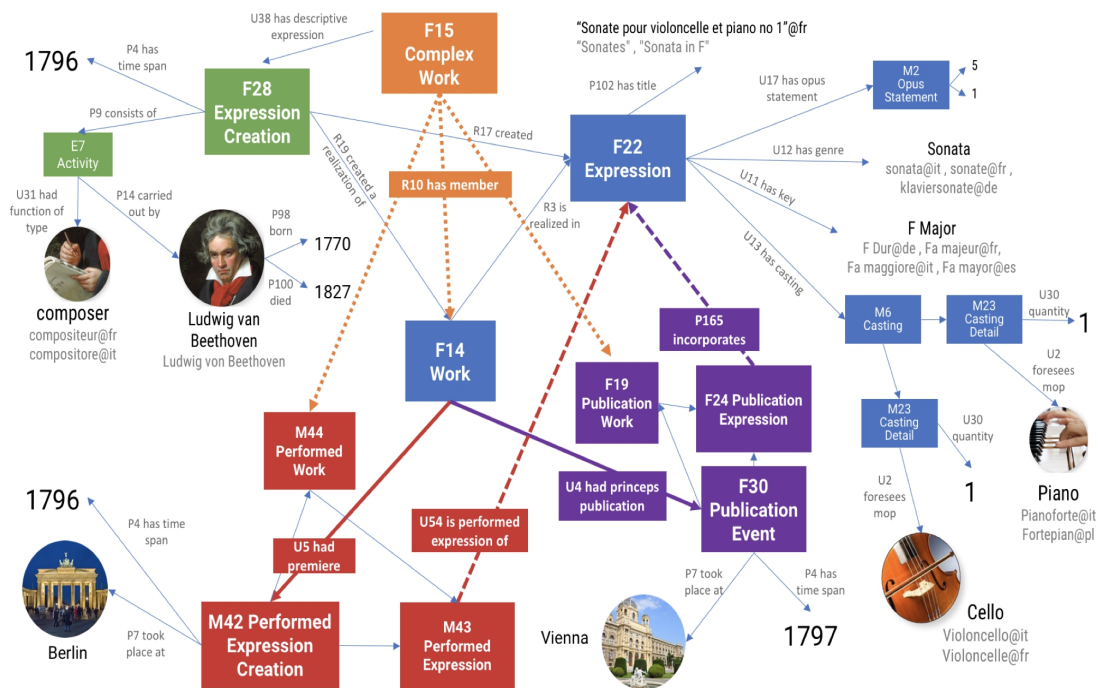 U38 has descriptive
expression
F15
Complex
Work
"Sonate pour violoncelle et piano no 1"@fr
"Sonates" , "Sonata in F"
1796
P4 has
time span
F28
Expression
Creation
P102 has title
U17 has opus
statement
M2
Opus
Statement
5
1
P9 consists of
R17 created
F22
Expression
E7
Activity
R19 created a
realization of
U12 has genre
Sonata
sonata@it , sonate@fr ,
klaviersonate@de
R10 has member
U11 has key
U31 had
function of
type
P14 carried
out by
P98
born
1770
R3 is
realized in
U13 has casting
F Major
F Dur@de , Fa majeur@fr,
Fa maggiore@it , Fa mayor@es
P100
died
1827
composer
compositeur@fr
compositore@it
Ludwig van
Beethoven
Ludwig von Beethoven
F14
Work
P165
incorporates
M6
Casting
M23
Casting
Detail
U30
quantity
1
F19
Publication
Work
F24 Publication
Expression
U2
foresees
mop
M23
Casting
Detail
U30
quantity
1
M44
Performed
Work
U4 had princeps
publication
F30
Publication
Event
U2
foresees
mop
Piano
Pianoforte@it
Fortepian@pl
1796
P4 has time
span
U54 is performed
expression of
U5 had
premiere
P7 took
place at
P4 has
time span
Berlin
P7 took
place at
M42 Performed
Expression
Creation
M43
Performed
Expression
Vienna
1797
Cello
Violoncello@it
Violoncelle@fr